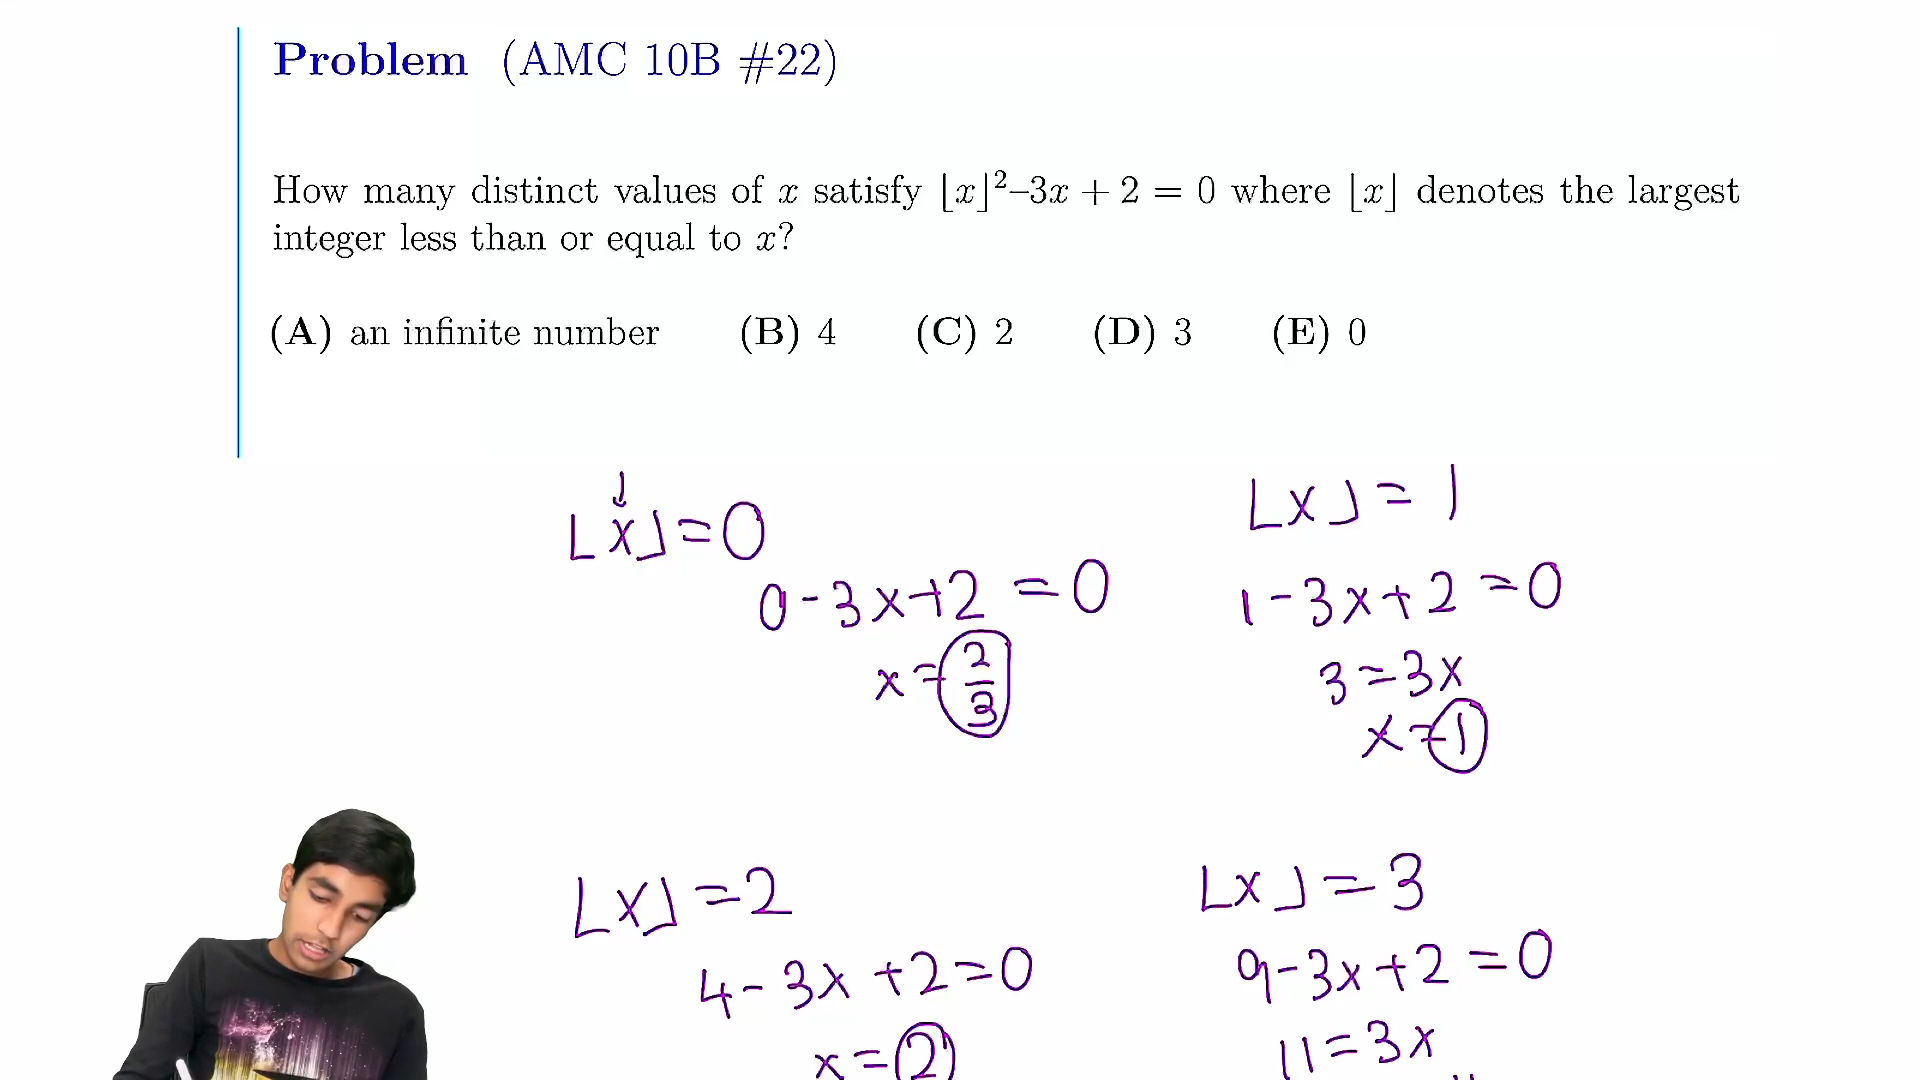 Problem (AMC 10B #22)
How many distinct values of x satisfy ⌊x⌋²–3x + 2 = 0 where ⌊x⌋ denotes the largest
integer less than or equal to x?
(A) an infinite number (B) 4 (C) 2 (D) 3 (E) 0
⌊x⌋=0
0-3x+2=0
x=2/3
⌊x⌋=1
1-3x+2=0
3=3x
x=1
⌊x⌋=2
4-3x+2=0
x=2
⌊x⌋=3
9-3x+2=0
11=3x